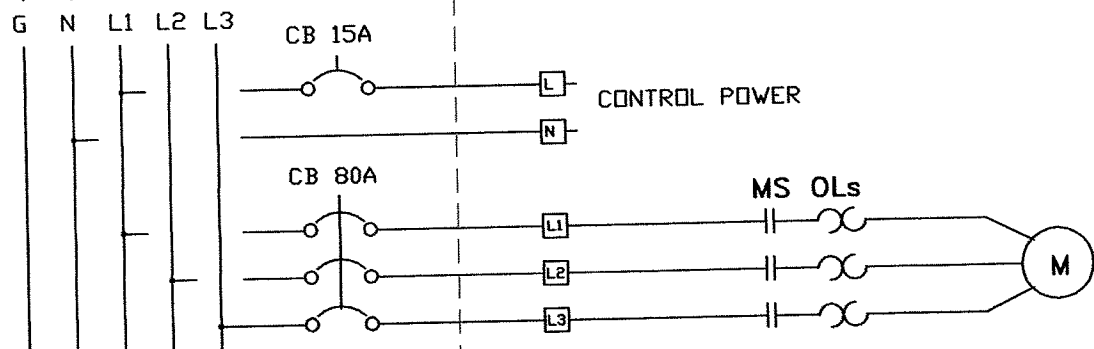 G N L1 L2 L3
CB 15A
L
CONTROL POWER
N
CB 80A
MS OLs
L1
L2
M
L3